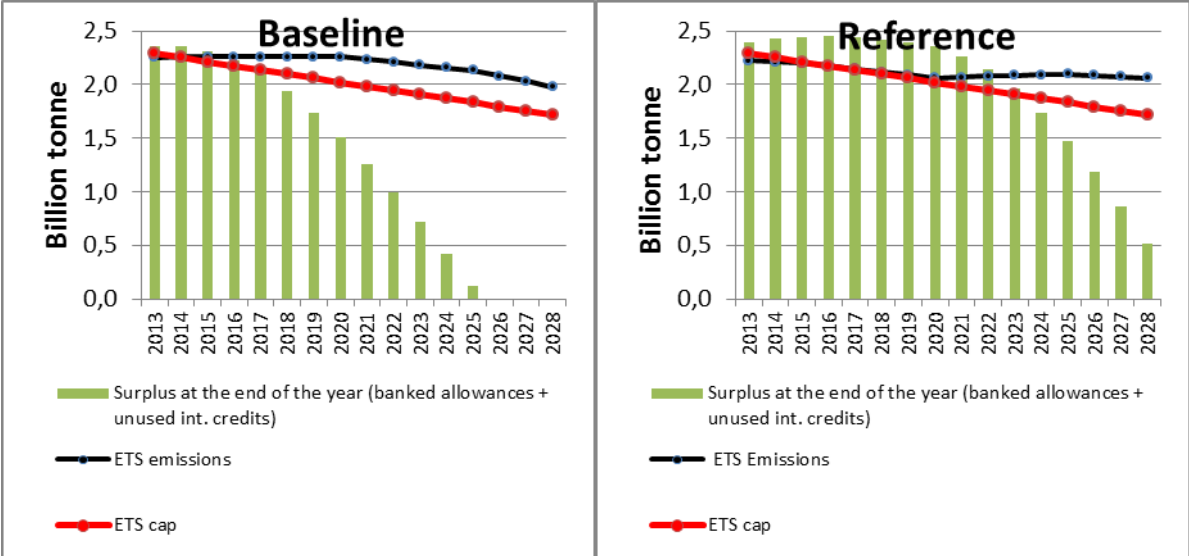 Baseline
Billion tonne
2,5
2,0
1,5
1,0
0,5
0,0
2013 2014 2015 2016 2017 2018 2019 2020 2021 2022 2023 2024 2025 2026 2027 2028
Surplus at the end of the year (banked allowances +
unused int. credits)
ETS emissions
ETS cap
Reference
Billion tonne
2,5
2,0
1,5
1,0
0,5
0,0
2013 2014 2015 2016 2017 2018 2019 2020 2021 2022 2023 2024 2025 2026 2027 2028
Surplus at the end of the year (banked allowances +
unused int. credits)
ETS Emissions
ETS cap